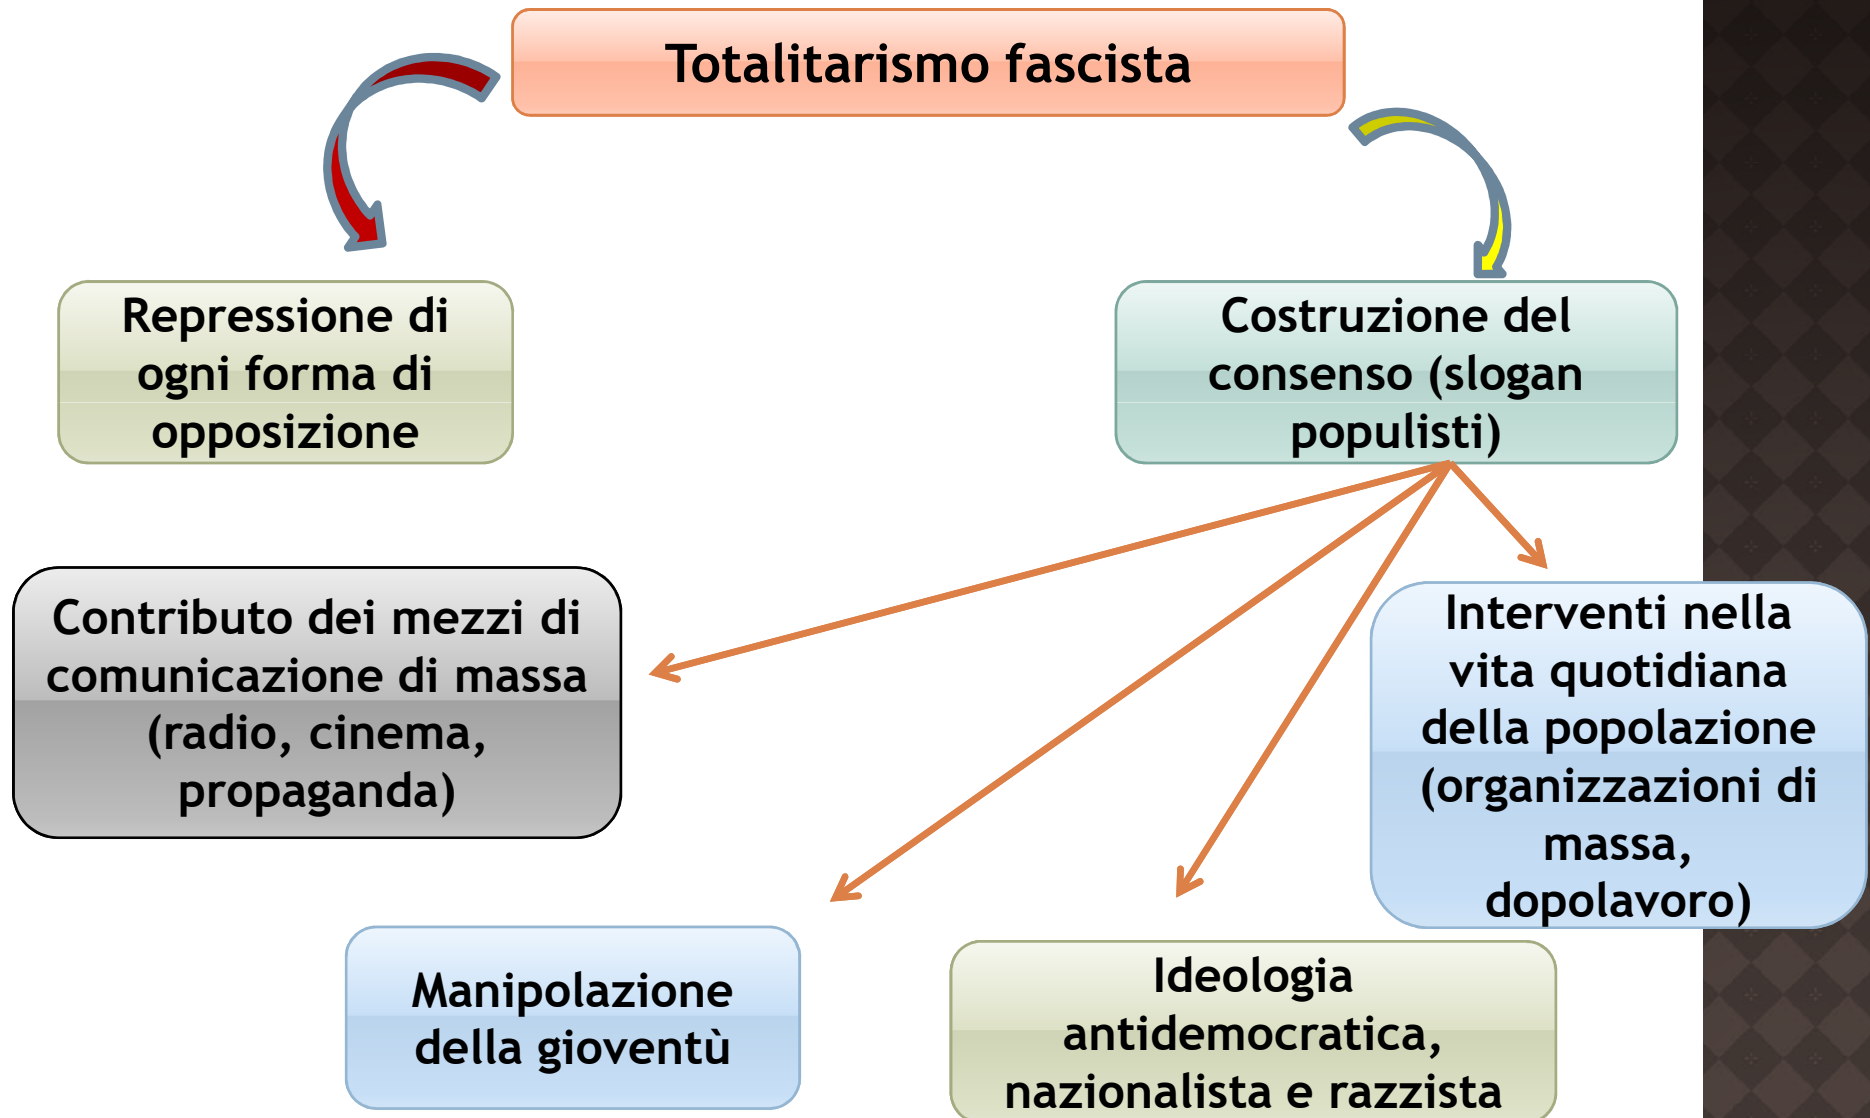 Totalitarismo fascista
Repressione di
ogni forma di
opposizione
Costruzione del
consenso (slogan
populisti)
Contributo dei mezzi di
comunicazione di massa
(radio, cinema,
propaganda)
Interventi nella
vita quotidiana
della popolazione
(organizzazioni di
massa,
dopolavoro)
Manipolazione
della gioventù
Ideologia
antidemocratica,
nazionalista e razzista